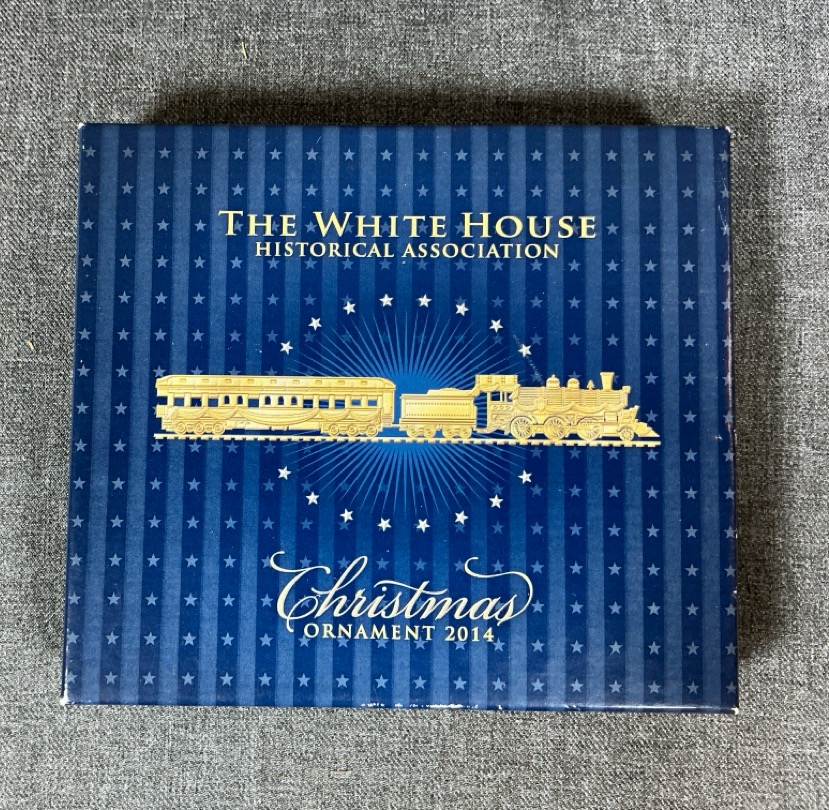 THE WHITE HOUSE
HISTORICAL ASSOCIATION
Christmas
ORNAMENT 2014